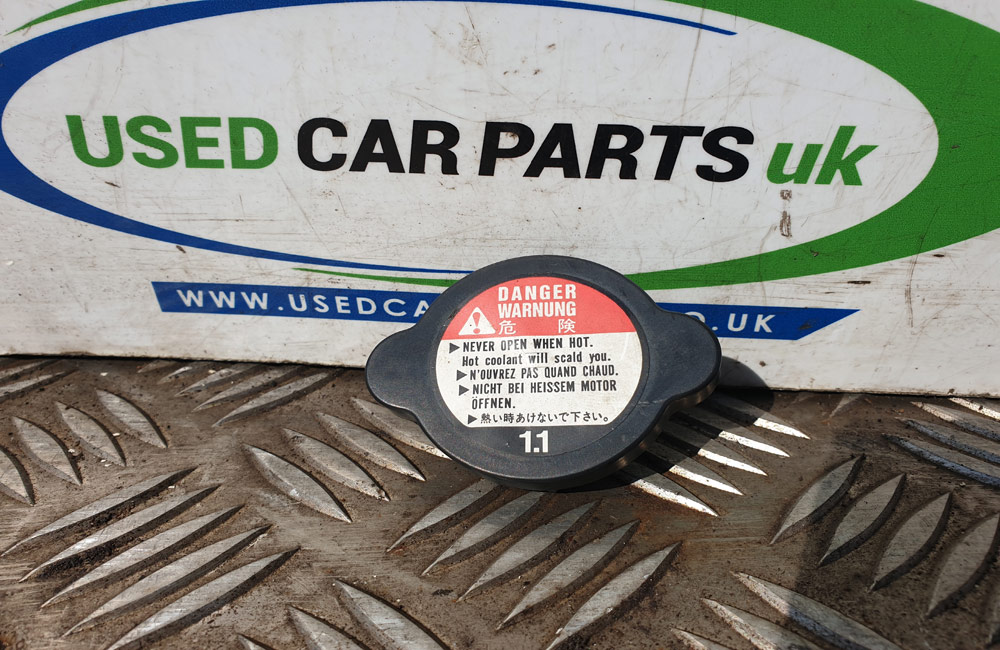 USED CAR PARTS uk
WWW.USEDCA
.UK
DANGER
WARNUNG
危 険
▶ NEVER OPEN WHEN HOT.
Hot coolant will scald you.
▶ N'OUVREZ PAS QUAND CHAUD.
▶ NICHT BEI HEISSEM MOTOR
ÖFFNEN.
▶ 熱い時あけないで下さい。
1.1